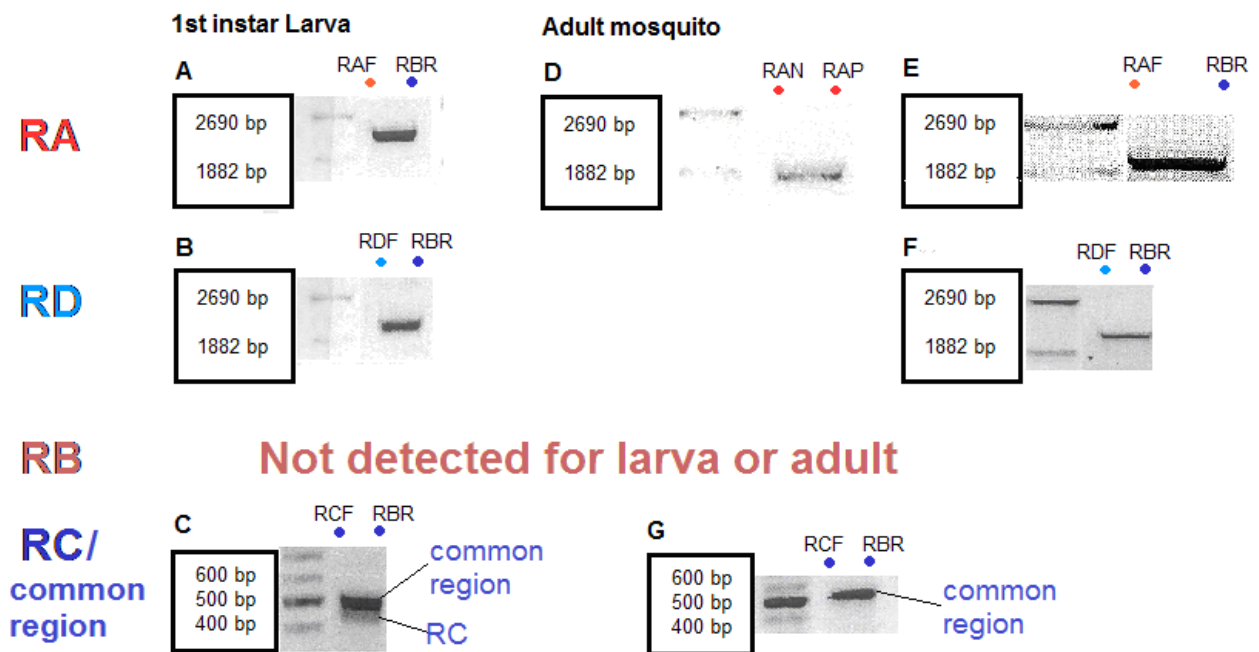 1st instar Larva
Adult mosquito
RA
A
RAF RBR
2690 bp
1882 bp
D
RAN RAP
2690 bp
1882 bp
E
RAF RBR
2690 bp
1882 bp
RD
B
RDF RBR
2690 bp
1882 bp
F
RDF RBR
2690 bp
1882 bp
RB
Not detected for larva or adult
RC/
common
region
C
RCF RBR
600 bp
500 bp
400 bp
common
region
RC
G
RCF RBR
600 bp
500 bp
400 bp
common
region